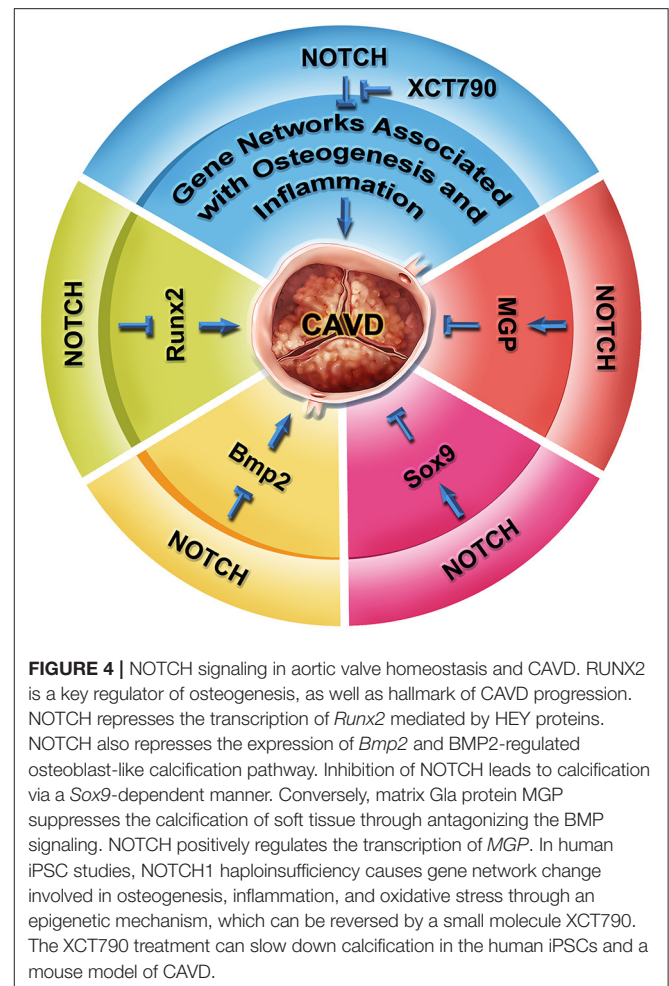 NOTCH
XCT790
Gene Networks Associated
with Osteogenesis and
Inflammation
NOTCH
Runx2
CAVD
MGP
NOTCH
Bmp2
NOTCH
Sox9
NOTCH
FIGURE 4 | NOTCH signaling in aortic valve homeostasis and CAVD. RUNX2
is a key regulator of osteogenesis, as well as hallmark of CAVD progression.
NOTCH represses the transcription of Runx2 mediated by HEY proteins.
NOTCH also represses the expression of Bmp2 and BMP2-regulated
osteoblast-like calcification pathway. Inhibition of NOTCH leads to calcification
via a Sox9-dependent manner. Conversely, matrix Gla protein MGP
suppresses the calcification of soft tissue through antagonizing the BMP
signaling. NOTCH positively regulates the transcription of MGP. In human
iPSC studies, NOTCH1 haploinsufficiency causes gene network change
involved in osteogenesis, inflammation, and oxidative stress through an
epigenetic mechanism, which can be reversed by a small molecule XCT790.
The XCT790 treatment can slow down calcification in the human iPSCs and a
mouse model of CAVD.